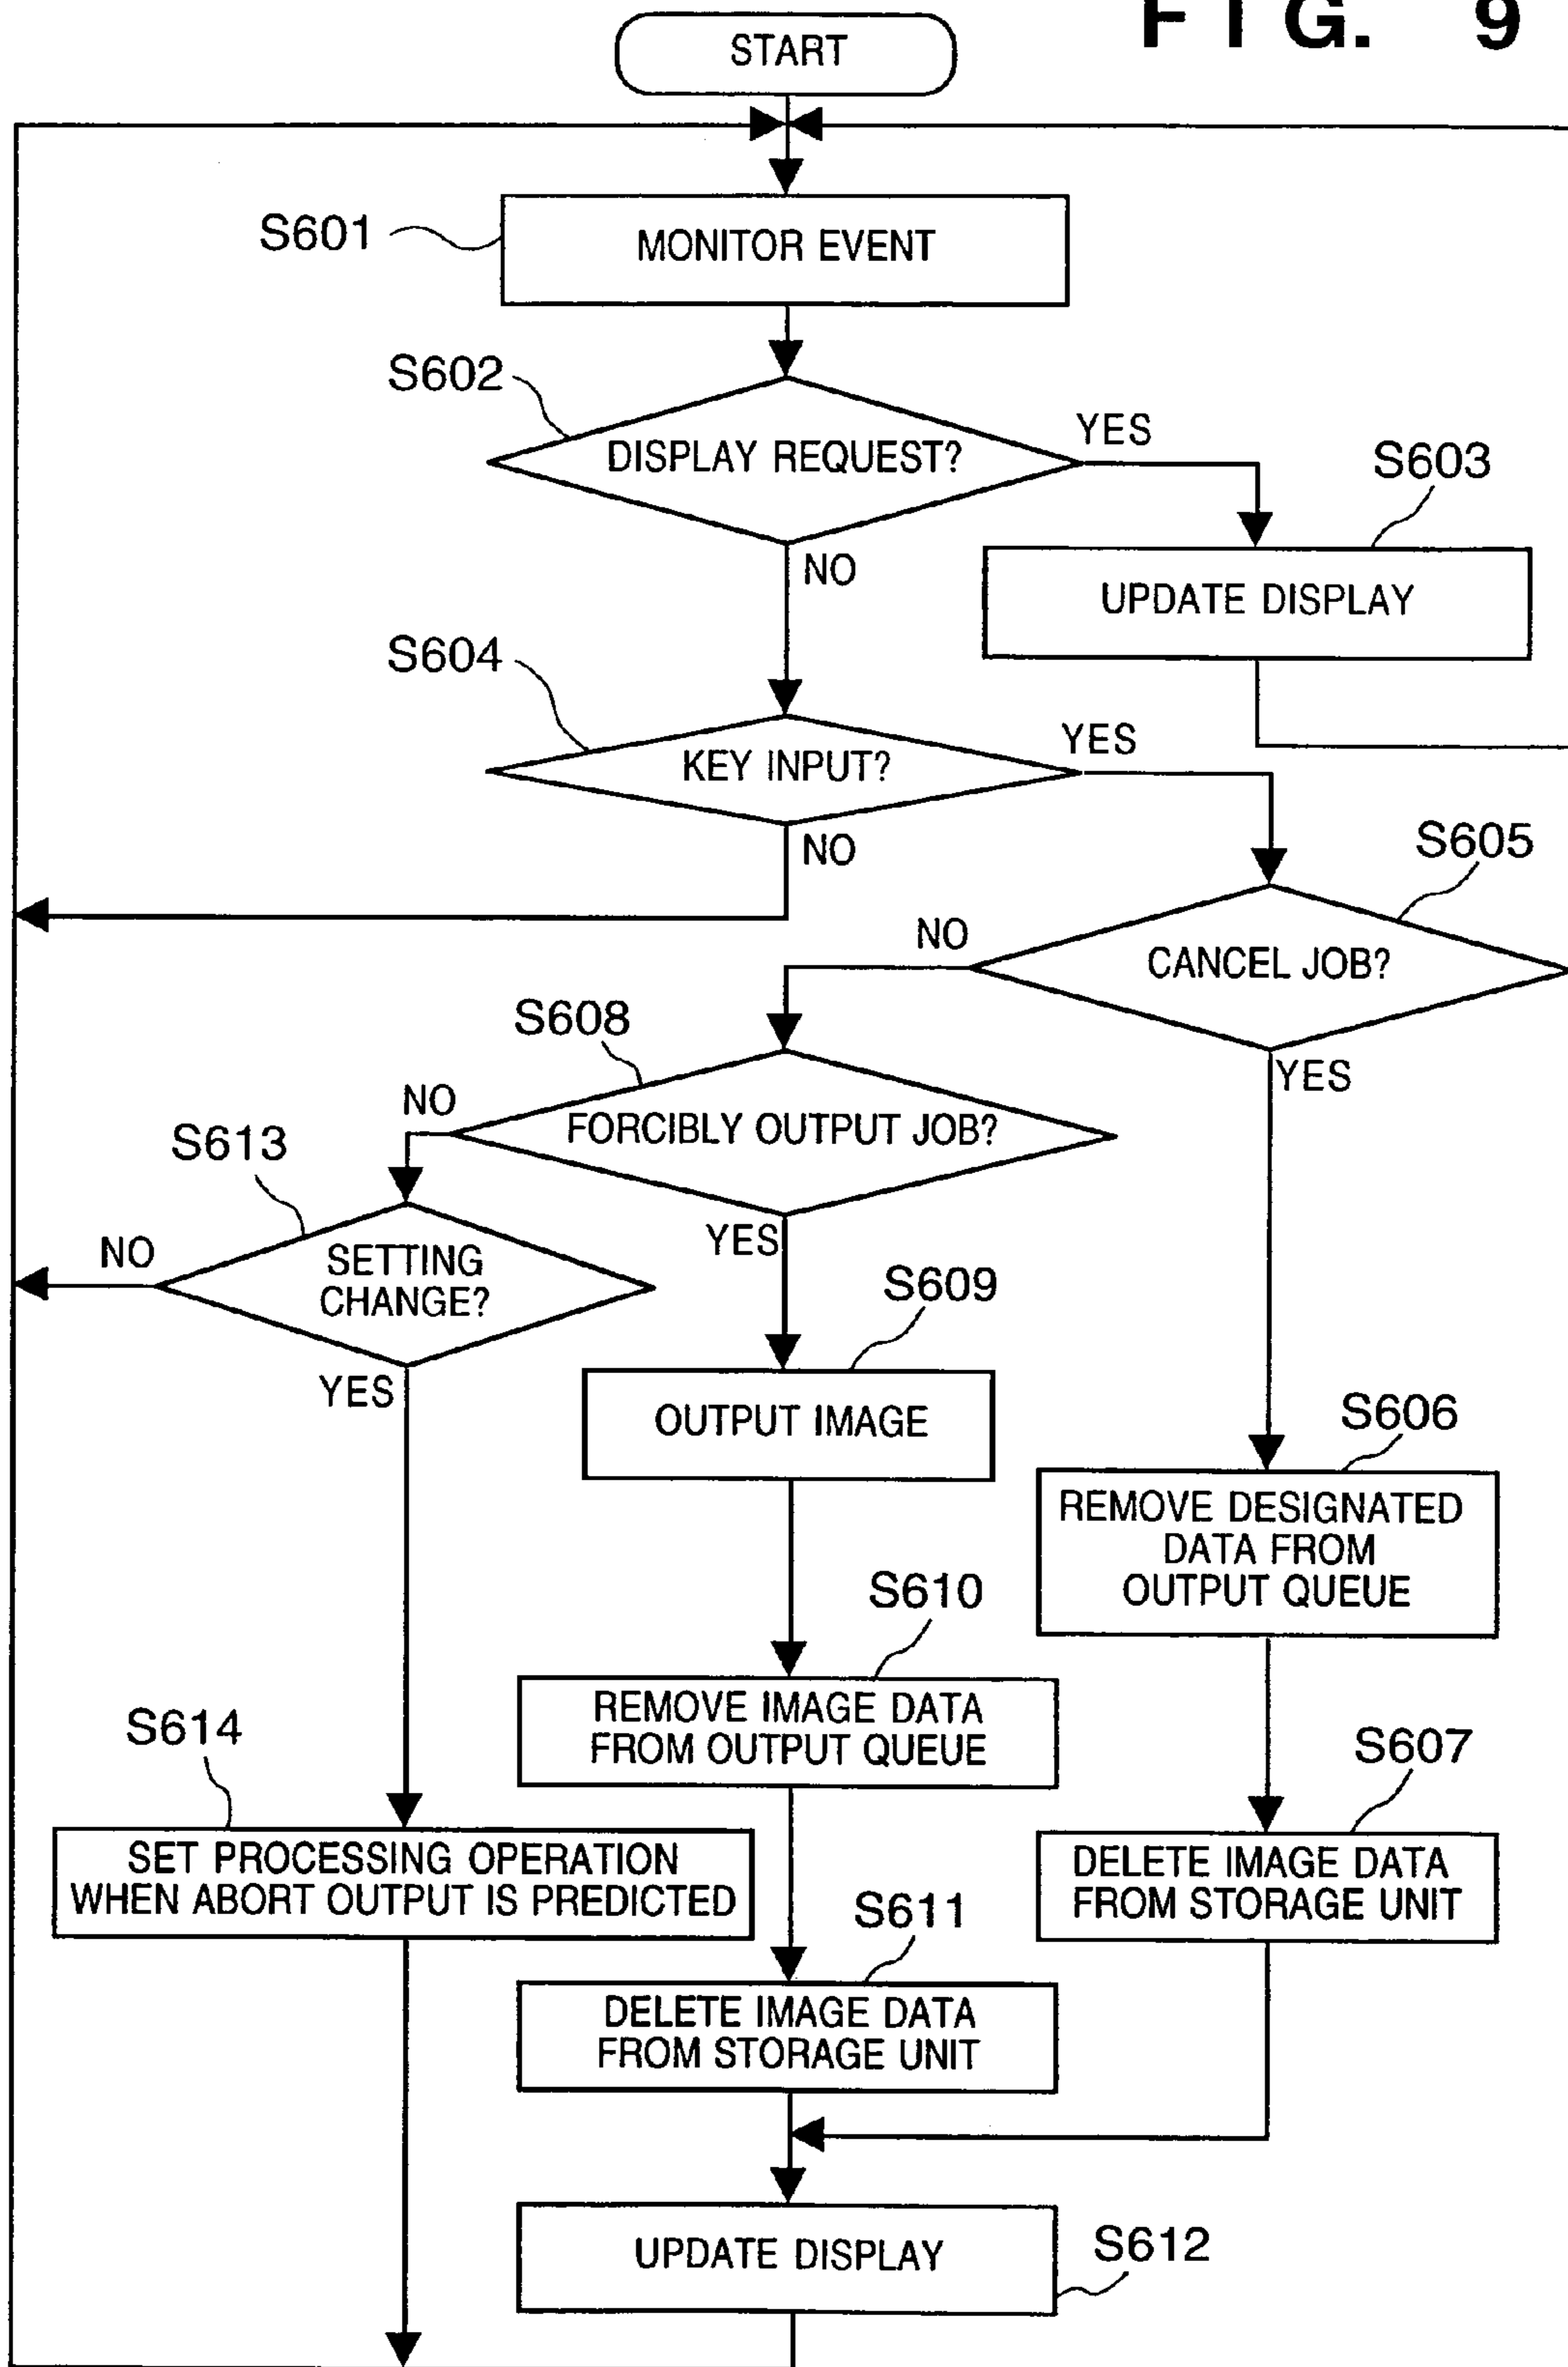 FIG. 9
START
S601
MONITOR EVENT
S602
DISPLAY REQUEST?
YES
NO
S603
UPDATE DISPLAY
S604
KEY INPUT?
YES
NO
S605
CANCEL JOB?
NO
YES
S608
FORCIBLY OUTPUT JOB?
NO
YES
S613
SETTING
CHANGE?
NO
YES
S609
OUTPUT IMAGE
S606
REMOVE DESIGNATED
DATA FROM
OUTPUT QUEUE
S610
REMOVE IMAGE DATA
FROM OUTPUT QUEUE
S614
SET PROCESSING OPERATION
WHEN ABORT OUTPUT IS PREDICTED
S607
DELETE IMAGE DATA
FROM STORAGE UNIT
S611
DELETE IMAGE DATA
FROM STORAGE UNIT
UPDATE DISPLAY
S612